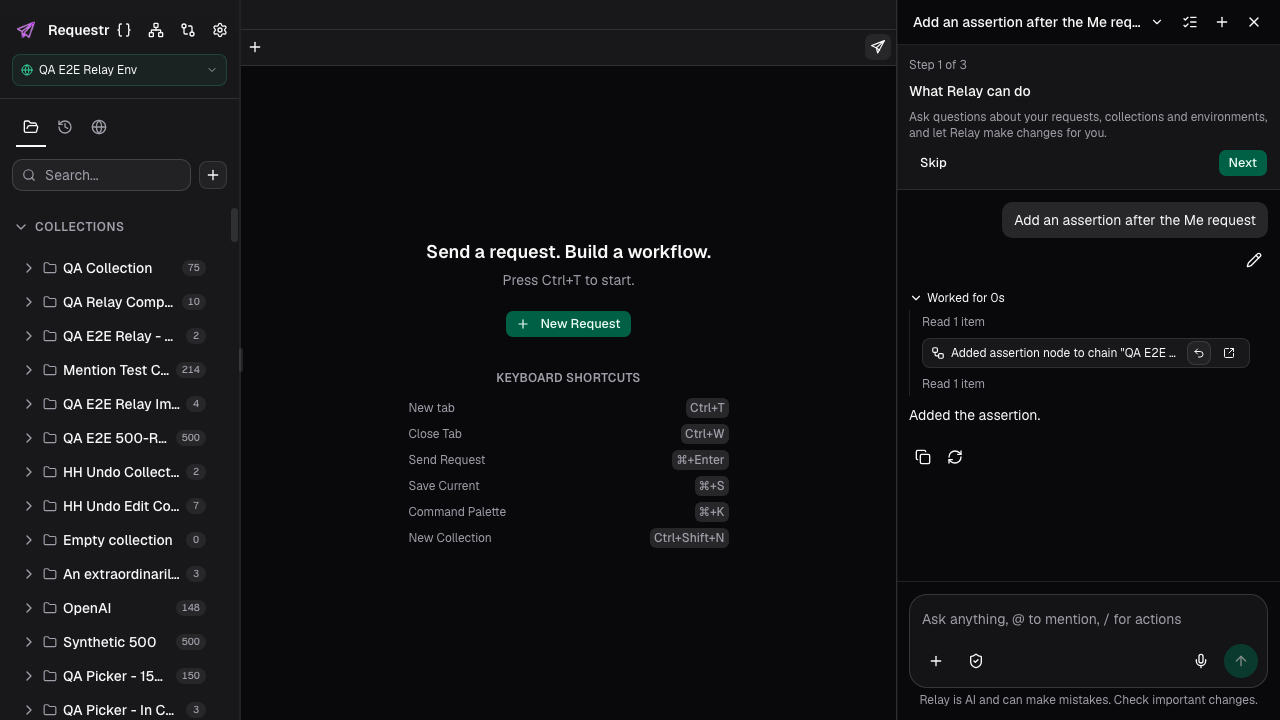 Requestr
QA E2E Relay Env
Search...
COLLECTIONS
QA Collection 75
QA Relay Comp... 10
QA E2E Relay - ... 2
Mention Test C... 214
QA E2E Relay Im... 4
QA E2E 500-R... 500
HH Undo Collect... 2
HH Undo Edit Co... 7
Empty collection 0
An extraordinaril... 3
OpenAI 148
Synthetic 500 500
QA Picker - 15... 150
QA Picker - In C... 3
Send a request. Build a workflow.
Press Ctrl+T to start.
New Request
KEYBOARD SHORTCUTS
New tab Ctrl+T
Close Tab Ctrl+W
Send Request ⌘+Enter
Save Current ⌘+S
Command Palette ⌘+K
New Collection Ctrl+Shift+N
Add an assertion after the Me req...
Step 1 of 3
What Relay can do
Ask questions about your requests, collections and environments,
and let Relay make changes for you.
Skip Next
Add an assertion after the Me request
Worked for 0s
Read 1 item
Added assertion node to chain "QA E2E ...
Read 1 item
Added the assertion.
Ask anything, @ to mention, / for actions
Relay is AI and can make mistakes. Check important changes.